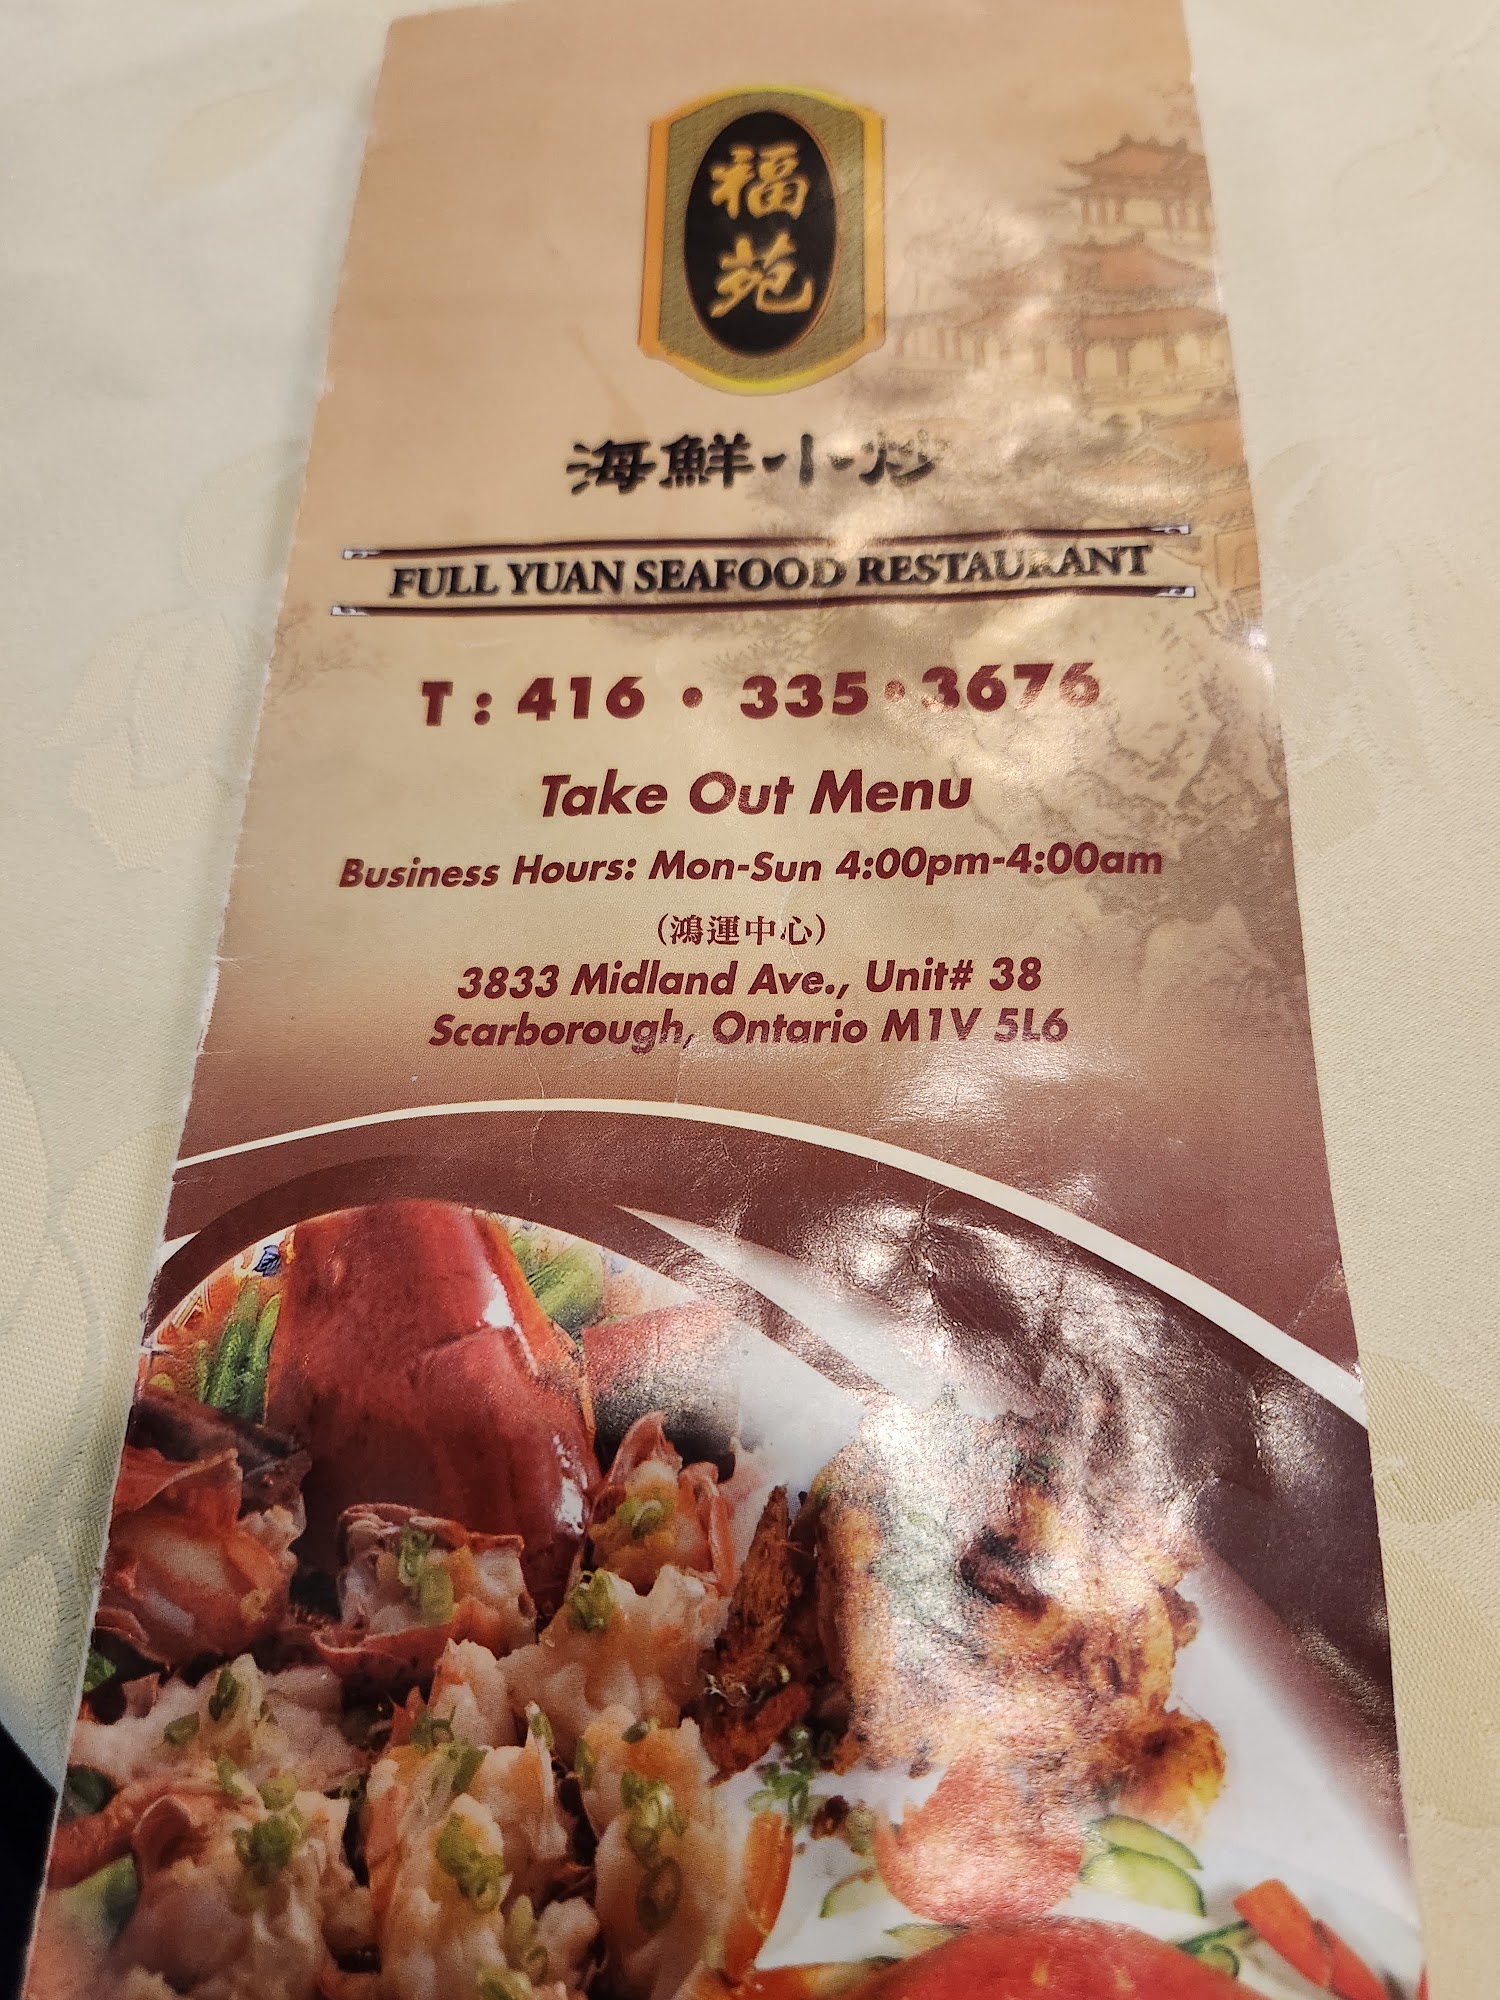 福
苑
海鮮小炒
FULL YUAN SEAFOOD RESTAURANT
T : 416 • 335 • 3676
Take Out Menu
Business Hours: Mon-Sun 4:00pm-4:00am
(鴻運中心)
3833 Midland Ave., Unit# 38
Scarborough, Ontario M1V 5L6